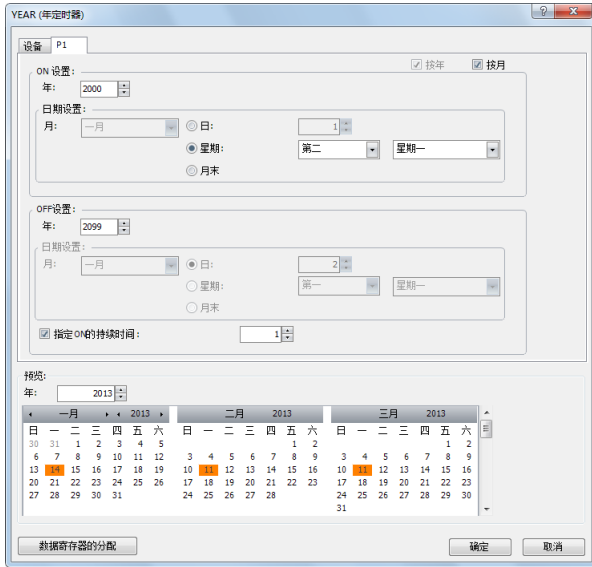 YEAR (年定时器)
设备 P1
按年 按月
ON 设置:
年: 2000
日期设置:
月: 一月 日: 1
星期: 第二 星期一
月末
OFF设置:
年: 2099
日期设置:
月: 一月 日: 2
星期: 第一 星期一
月末
指定ON的持续时间: 1
预览:
年: 2013
一月 2013 二月 2013 三月 2013
日 一 二 三 四 五 六 日 一 二 三 四 五 六 日 一 二 三 四 五 六
30 31 1 2 3 4 5 1 2 1 2
6 7 8 9 10 11 12 3 4 5 6 7 8 9 3 4 5 6 7 8 9
13 14 15 16 17 18 19 10 11 12 13 14 15 16 10 11 12 13 14 15 16
20 21 22 23 24 25 26 17 18 19 20 21 22 23 17 18 19 20 21 22 23
27 28 29 30 31 24 25 26 27 28 24 25 26 27 28 29 30
31
数据寄存器的分配 确定 取消